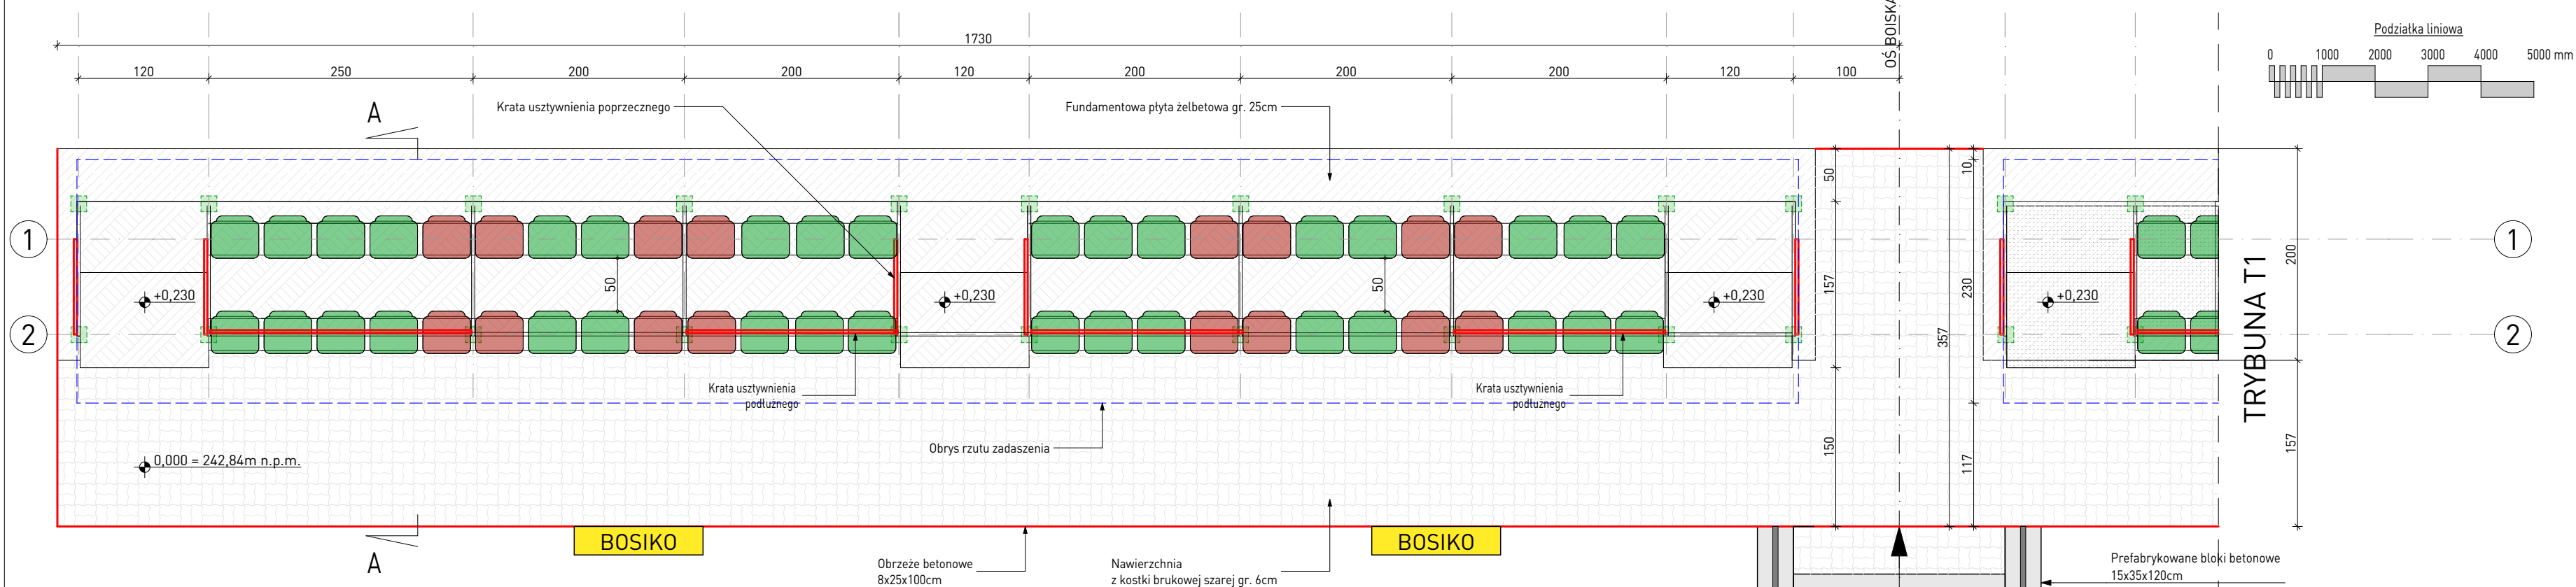 OŚ BOISKA
Podziałka liniowa
0 1000 2000 3000 4000 5000 mm
1730
120 250 200 200 120 200 200 200 120 100
A
Krata usztywnienia poprzecznego
Fundamentowa płyta żelbetowa gr. 25cm
50
10
1
1
200
50
50
157
230
+0,230
+0,230
+0,230
+0,230
2
2
357
TRYBUNA T1
Krata usztywnienia
podłużnego
Krata usztywnienia
podłużnego
Obrys rzutu zadaszenia
150
117
157
0,000 = 242,84m n.p.m.
A
BOSIKO
BOSIKO
Obrzeże betonowe
8x25x100cm
Nawierzchnia
z kostki brukowej szarej gr. 6cm
Prefabrykowane bloki betonowe
15x35x120cm